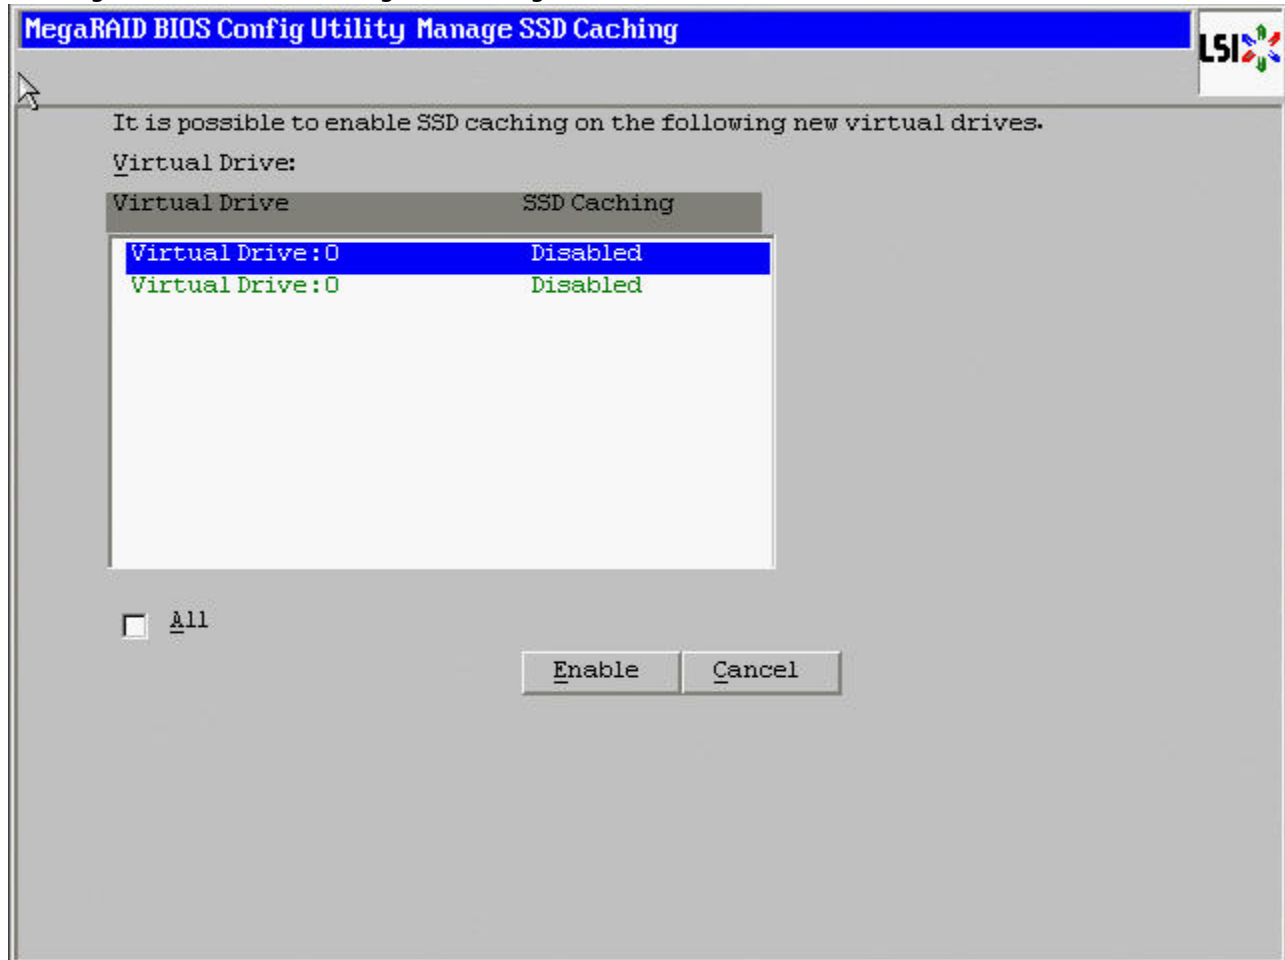 MegaRAID BIOS Config Utility Manage SSD Caching
LSI
It is possible to enable SSD caching on the following new virtual drives.
Virtual Drive:
Virtual Drive SSD Caching
Virtual Drive:0 Disabled
Virtual Drive:0 Disabled
All
Enable Cancel